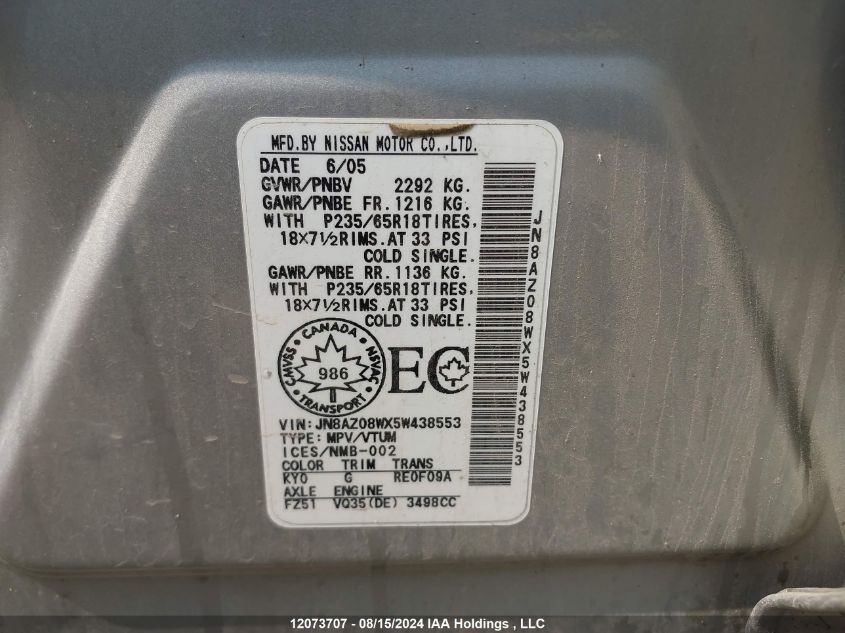 MFD.BY NISSAN MOTOR CO.,LTD.
DATE 6/05
GVWR/PNBV 2292 KG.
GAWR/PNBE FR. 1216 KG.
WITH P235/65R18TIRES,
18×7½RIMS.AT 33 PSI
COLD SINGLE.
GAWR/PNBE RR. 1136 KG.
WITH P235/65R18TIRES,
18×7½RIMS.AT 33 PSI
COLD SINGLE.
CANADA
CMVSS 986 NSVAC
TRANSPORT
EC
VIN:JN8AZ08WX5W438553
TYPE: MPV/VTUM
ICES/NMB-002
COLOR TRIM TRANS
KY0 G RE0F09A
AXLE ENGINE
FZ51 VQ35(DE) 3498CC
JN8AZ08WX5W438553
12073707 - 08/15/2024 IAA Holdings , LLC